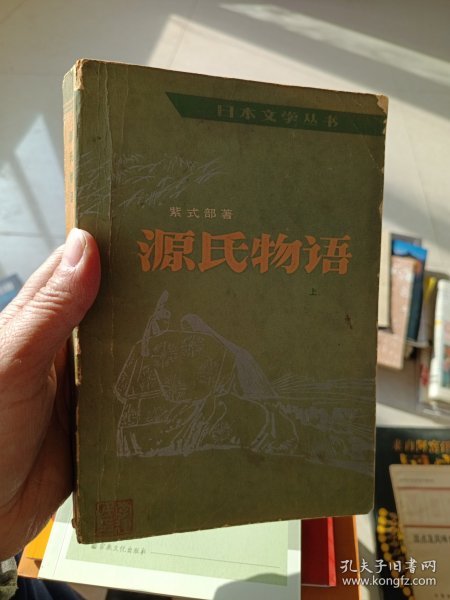 日本文学丛书
紫式部著
源氏物语
上
孔夫子旧书网
www.kongfz.com